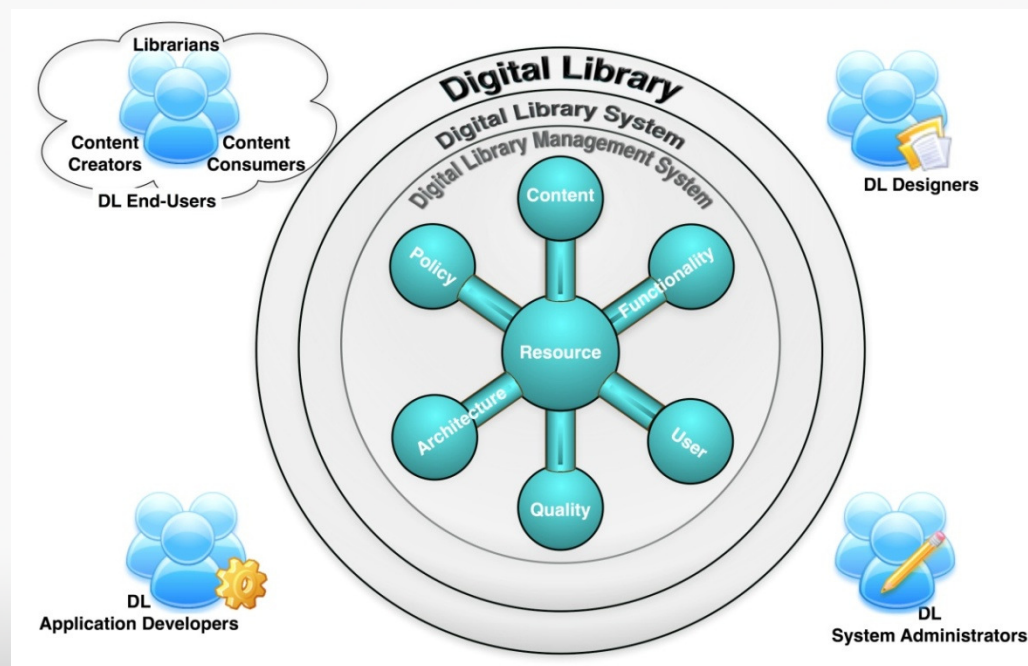 Librarians
Content
Creators
Content
Consumers
DL End-Users
Digital Library
Digital Library System
Digital Library Management System
DL Designers
Content
Policy
Functionality
Resource
Architecture
User
Quality
DL
Application Developers
DL
System Administrators